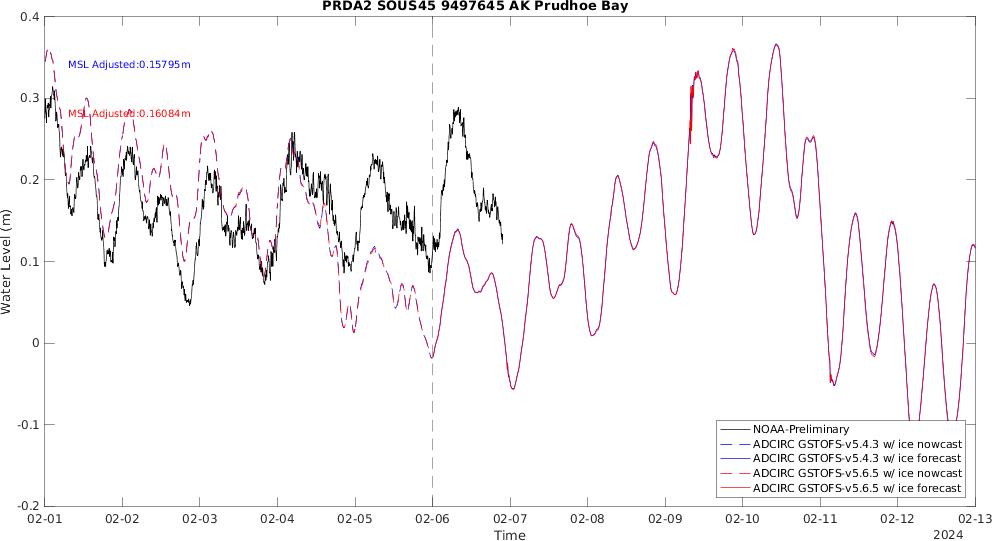 PRDA2 SOUS45 9497645 AK Prudhoe Bay
0.4
0.3
0.2
0.1
0
-0.1
-0.2
Water Level (m)
MSL Adjusted:0.15795m
MSL Adjusted:0.16084m
NOAA-Preliminary
ADCIRC GSTOFS-v5.4.3 w/ ice nowcast
ADCIRC GSTOFS-v5.4.3 w/ ice forecast
ADCIRC GSTOFS-v5.6.5 w/ ice nowcast
ADCIRC GSTOFS-v5.6.5 w/ ice forecast
02-01 02-02 02-03 02-04 02-05 02-06 02-07 02-08 02-09 02-10 02-11 02-12 02-13
Time
2024